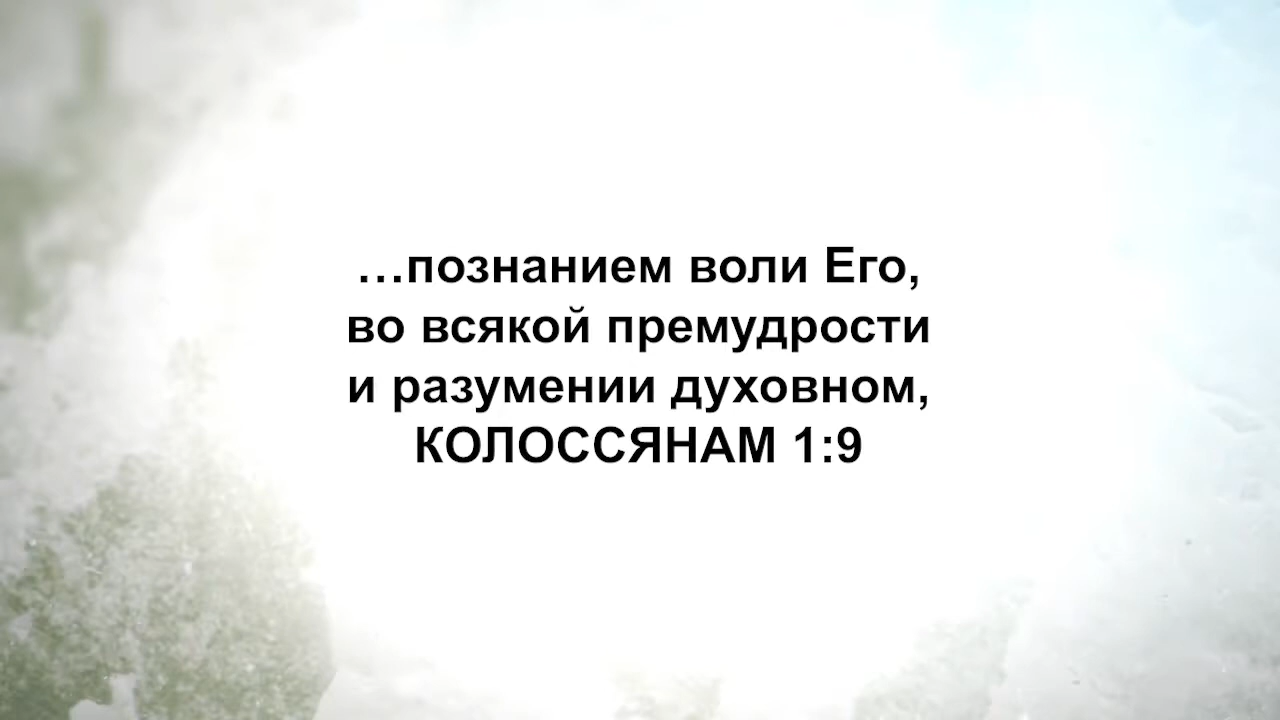 …познанием воли Его,
во всякой премудрости
и разумении духовном,
КОЛОССЯНАМ 1:9